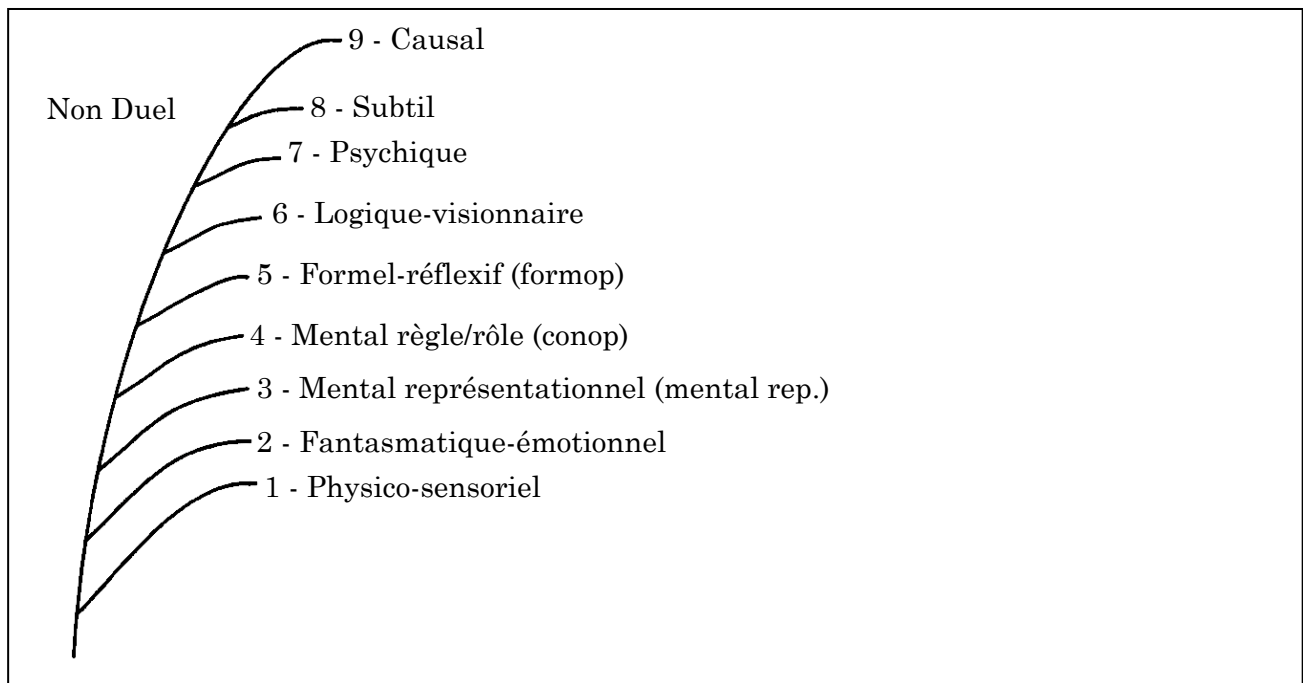 9 - Causal
Non Duel
8 - Subtil
7 - Psychique
6 - Logique-visionnaire
5 - Formel-réflexif (formop)
4 - Mental règle/rôle (conop)
3 - Mental représentationnel (mental rep.)
2 - Fantasmatique-émotionnel
1 - Physico-sensoriel